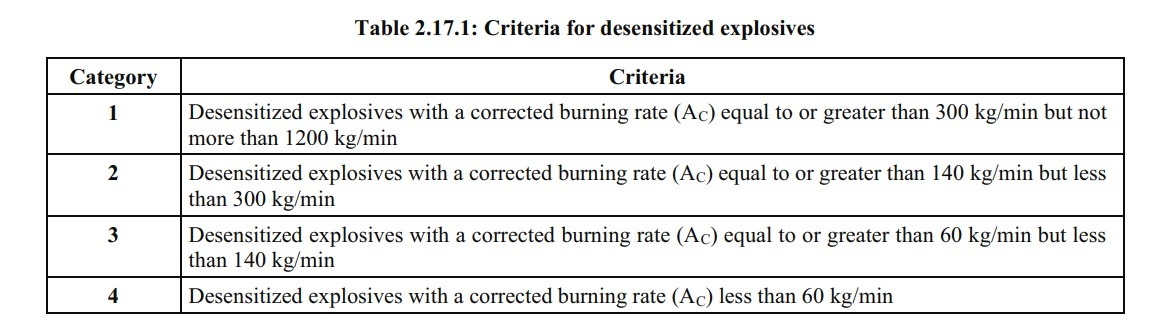 Table 2.17.1: Criteria for desensitized explosives
Category Criteria
1 Desensitized explosives with a corrected burning rate (AC) equal to or greater than 300 kg/min but not
more than 1200 kg/min
2 Desensitized explosives with a corrected burning rate (AC) equal to or greater than 140 kg/min but less
than 300 kg/min
3 Desensitized explosives with a corrected burning rate (AC) equal to or greater than 60 kg/min but less
than 140 kg/min
4 Desensitized explosives with a corrected burning rate (AC) less than 60 kg/min